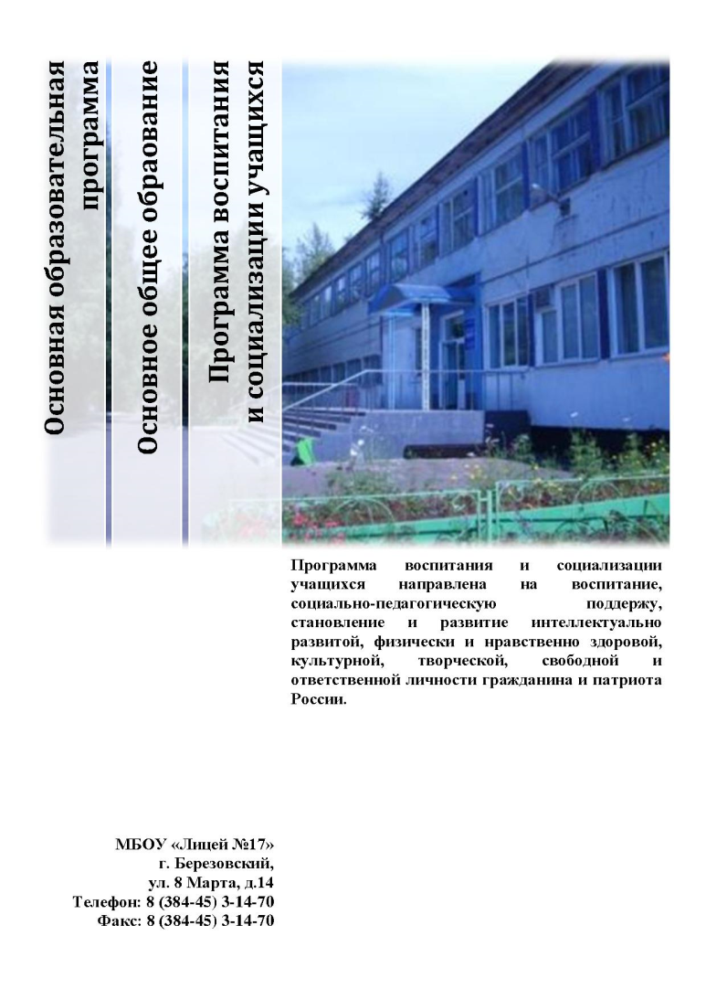 Основная образовательная
программа
Основное общее обраование
Программа воспитания
и социализации учащихся
Программа воспитания и социализации
учащихся направлена на воспитание,
социально-педагогическую поддержу,
становление и развитие интеллектуально
развитой, физически и нравственно здоровой,
культурной, творческой, свободной и
ответственной личности гражданина и патриота
России.
МБОУ «Лицей №17»
г. Березовский,
ул. 8 Марта, д.14
Телефон: 8 (384-45) 3-14-70
Факс: 8 (384-45) 3-14-70